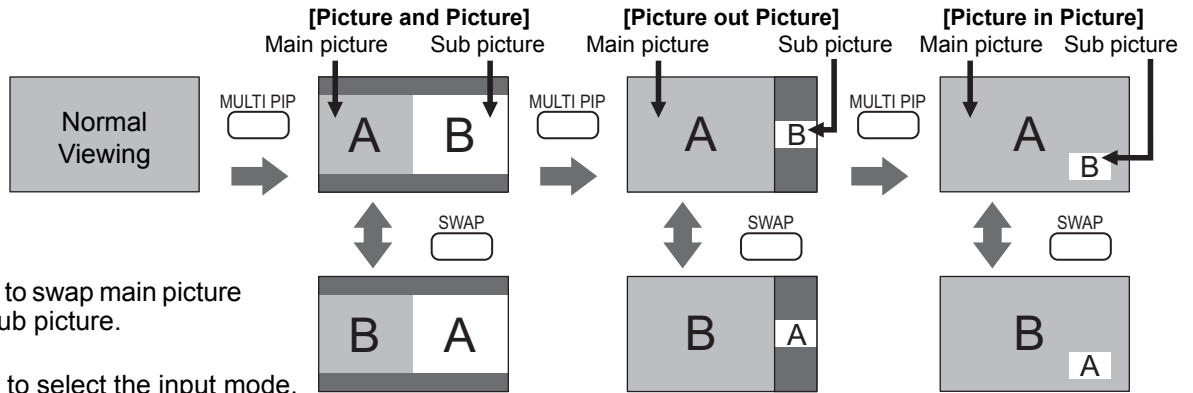 [Picture and Picture] [Picture out Picture] [Picture in Picture]
Main picture Sub picture Main picture Sub picture Main picture Sub picture
Normal
Viewing
MULTI PIP
A B
MULTI PIP
A B
MULTI PIP
A B
SWAP
SWAP
SWAP
to swap main picture
ub picture.
to select the input mode.
B A
B A
B A